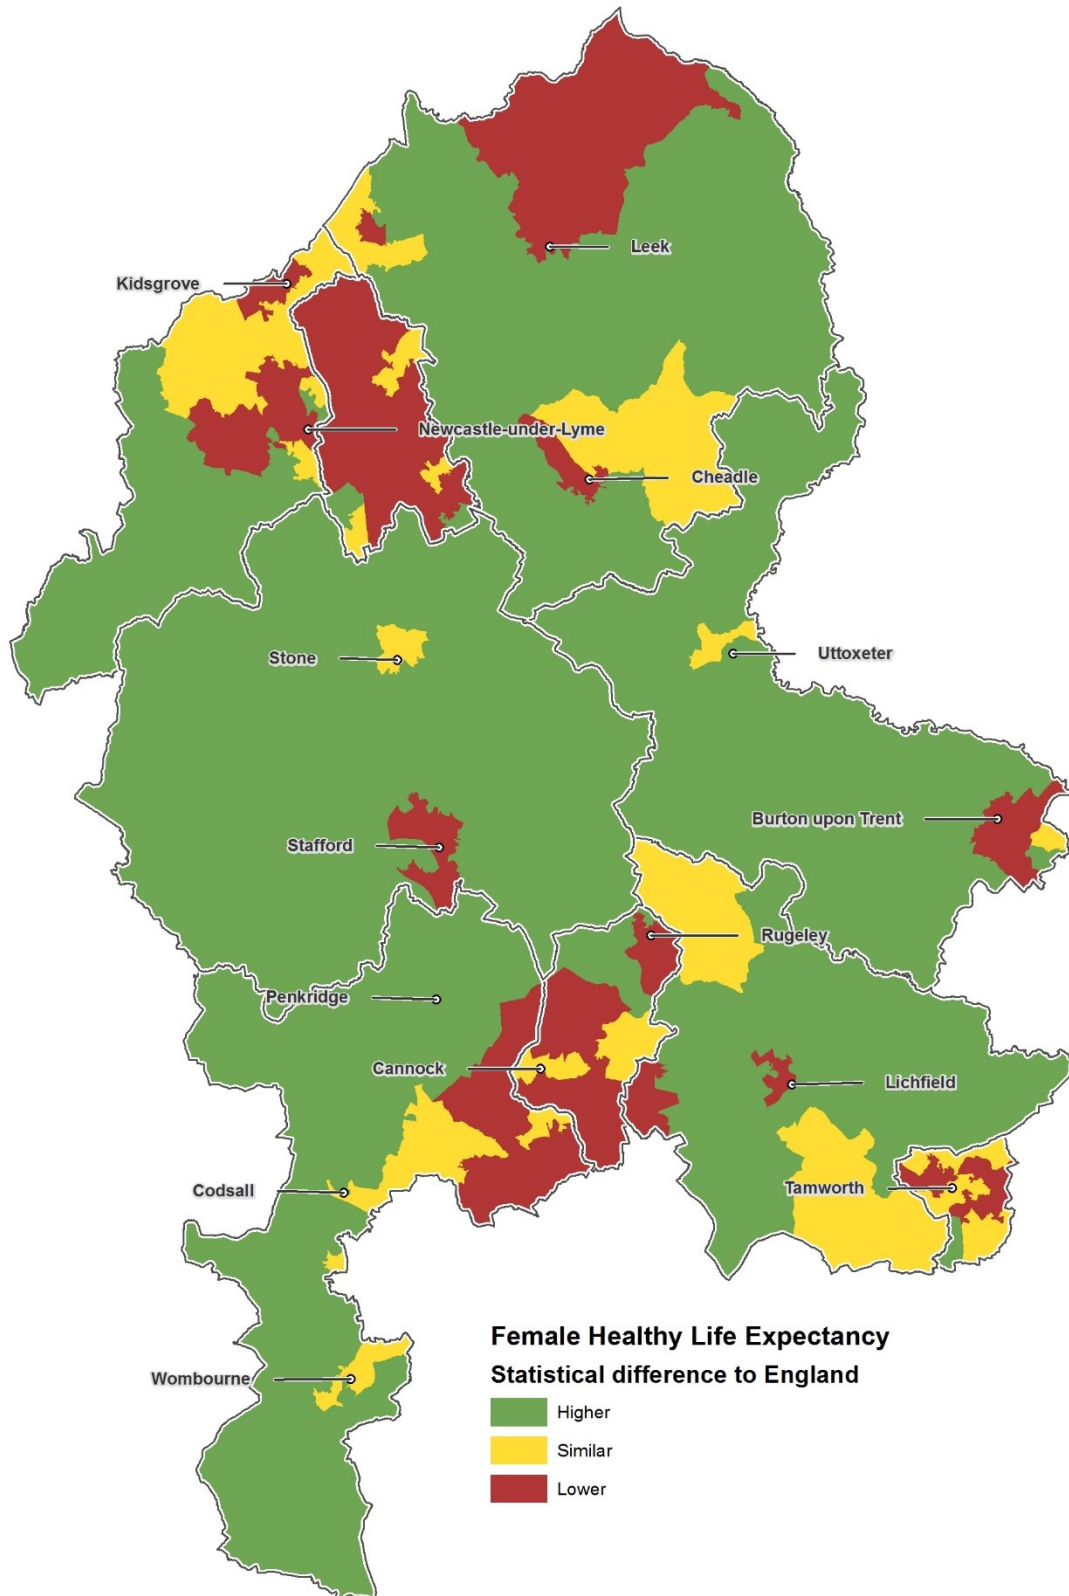 Leek
Kidsgrove
Newcastle-under-Lyme
Cheadle
Stone
Uttoxeter
Burton upon Trent
Stafford
Rugeley
Penkridge
Cannock
Lichfield
Tamworth
Codsall
Wombourne
Female Healthy Life Expectancy
Statistical difference to England
Higher
Similar
Lower